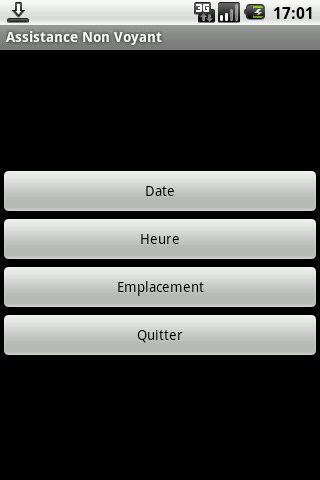 3G 17:01
Assistance Non Voyant
Date
Heure
Emplacement
Quitter